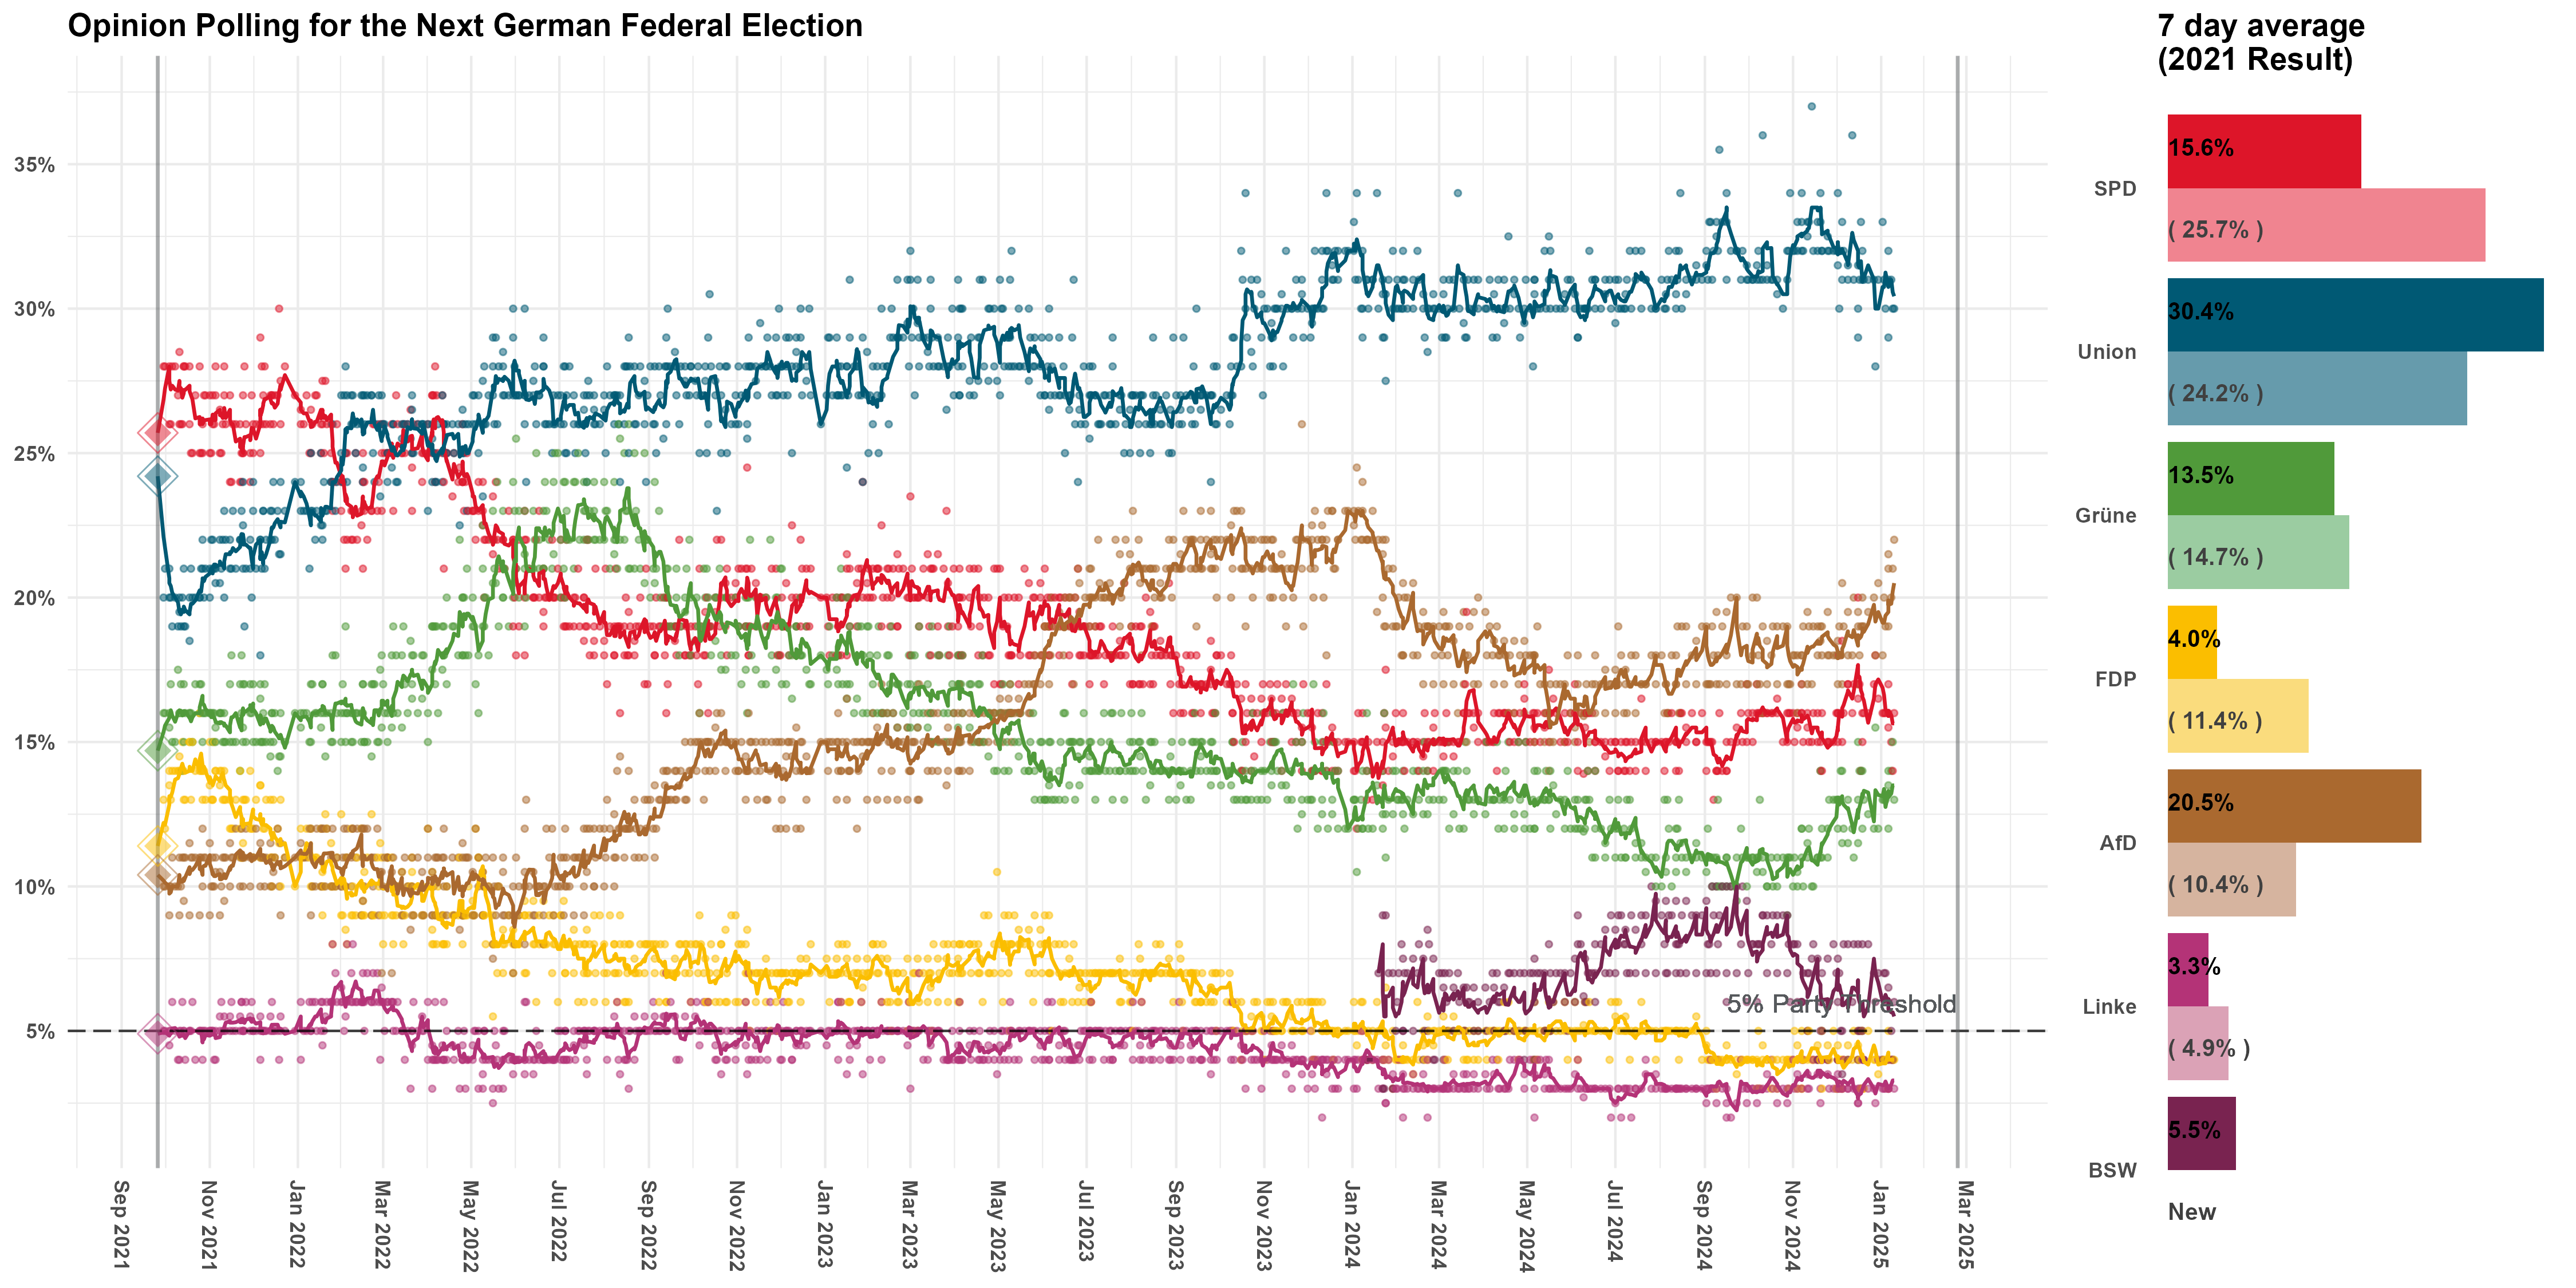 Opinion Polling for the Next German Federal Election
7 day average
(2021 Result)
35%
30%
25%
20%
15%
10%
5%
5% Party Threshold
Sep 2021
Nov 2021
Jan 2022
Mar 2022
May 2022
Jul 2022
Sep 2022
Nov 2022
Jan 2023
Mar 2023
May 2023
Jul 2023
Sep 2023
Nov 2023
Jan 2024
Mar 2024
May 2024
Jul 2024
Sep 2024
Nov 2024
Jan 2025
Mar 2025
SPD
15.6%
( 25.7% )
Union
30.4%
( 24.2% )
Grüne
13.5%
( 14.7% )
FDP
4.0%
( 11.4% )
AfD
20.5%
( 10.4% )
Linke
3.3%
( 4.9% )
BSW
5.5%
New